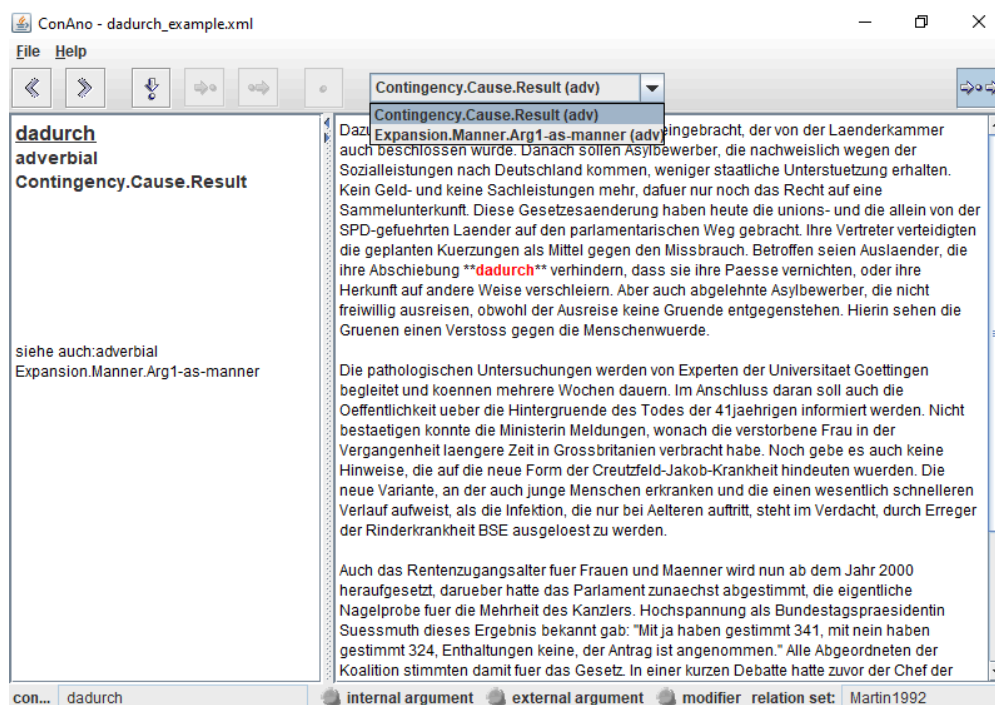 ConAno - dadurch_example.xml
File Help
Contingency.Cause.Result (adv)
Contingency.Cause.Result (adv)
Expansion.Manner.Arg1-as-manner (adv)
dadurch
adverbial
Contingency.Cause.Result
siehe auch:adverbial
Expansion.Manner.Arg1-as-manner
eingebracht, der von der Laenderkammer
auch beschlossen wurde. Danach sollen Asylbewerber, die nachweislich wegen der
Sozialleistungen nach Deutschland kommen, weniger staatliche Unterstuetzung erhalten.
Kein Geld- und keine Sachleistungen mehr, dafuer nur noch das Recht auf eine
Sammelunterkunft. Diese Gesetzesaenderung haben heute die unions- und die allein von der
SPD-gefuehrten Laender auf den parlamentarischen Weg gebracht. Ihre Vertreter verteidigten
die geplanten Kuerzungen als Mittel gegen den Missbrauch. Betroffen seien Auslaender, die
ihre Abschiebung **dadurch** verhindern, dass sie ihre Paesse vernichten, oder ihre
Herkunft auf andere Weise verschleiern. Aber auch abgelehnte Asylbewerber, die nicht
freiwillig ausreisen, obwohl der Ausreise keine Gruende entgegenstehen. Hierin sehen die
Gruenen einen Verstoss gegen die Menschenwuerde.
Die pathologischen Untersuchungen werden von Experten der Universitaet Goettingen
begleitet und koennen mehrere Wochen dauern. Im Anschluss daran soll auch die
Oeffentlichkeit ueber die Hintergruende des Todes der 41jaehrigen informiert werden. Nicht
bestaetigen konnte die Ministerin Meldungen, wonach die verstorbene Frau in der
Vergangenheit laengere Zeit in Grossbritanien verbracht habe. Noch gebe es auch keine
Hinweise, die auf die neue Form der Creutzfeld-Jakob-Krankheit hindeuten wuerden. Die
neue Variante, an der auch junge Menschen erkranken und die einen wesentlich schnelleren
Verlauf aufweist, als die Infektion, die nur bei Aelteren auftritt, steht im Verdacht, durch Erreger
der Rinderkrankheit BSE ausgeloest zu werden.
Auch das Rentenzugangsalter fuer Frauen und Maenner wird nun ab dem Jahr 2000
heraufgesetzt, darueber hatte das Parlament zunaechst abgestimmt, die eigentliche
Nagelprobe fuer die Mehrheit des Kanzlers. Hochspannung als Bundestagspraesidentin
Suessmuth dieses Ergebnis bekannt gab: "Mit ja haben gestimmt 341, mit nein haben
gestimmt 324, Enthaltungen keine, der Antrag ist angenommen." Alle Abgeordneten der
Koalition stimmten damit fuer das Gesetz. In einer kurzen Debatte hatte zuvor der Chef der
con... dadurch internal argument external argument modifier relation set: Martin1992